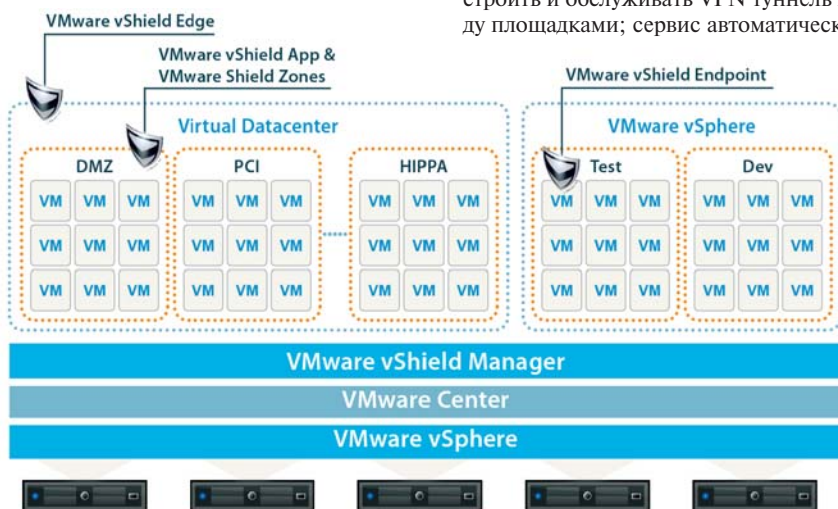 строить и обслуживать VPN туннель
ду площадками; сервис автоматическ
VMware vShield Edge
VMware vShield App &
VMware Shield Zones
VMware vShield Endpoint
Virtual Datacenter
VMware vSphere
DMZ PCI HIPPA Test Dev
VM VM VM VM VM VM VM VM VM VM VM VM VM VM VM
VM VM VM VM VM VM VM VM VM VM VM VM VM VM VM
VM VM VM VM VM VM VM VM VM VM VM VM VM VM VM
VMware vShield Manager
VMware Center
VMware vSphere